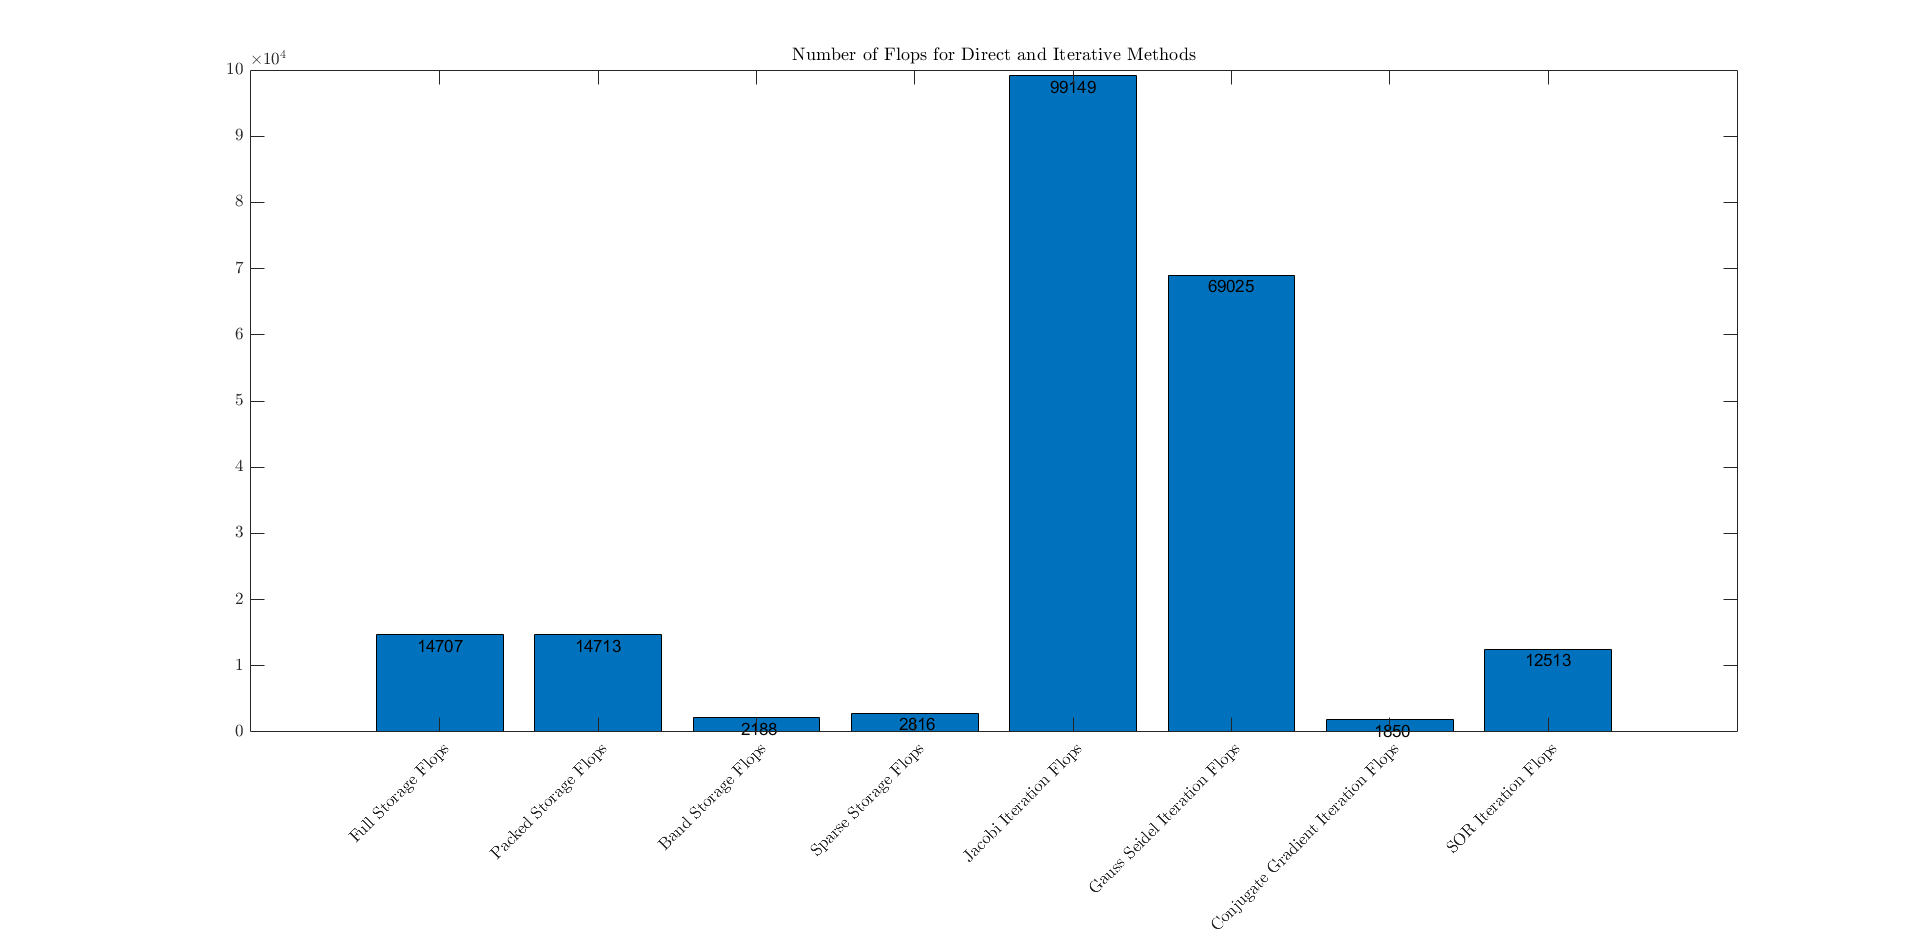 Number of Flops for Direct and Iterative Methods
×10⁴
10
9
8
7
6
5
4
3
2
1
0
14707
14713
2188
2816
99149
69025
1850
12513
Full Storage Flops
Packed Storage Flops
Band Storage Flops
Sparse Storage Flops
Jacobi Iteration Flops
Gauss Seidel Iteration Flops
Conjugate Gradient Iteration Flops
SOR Iteration Flops